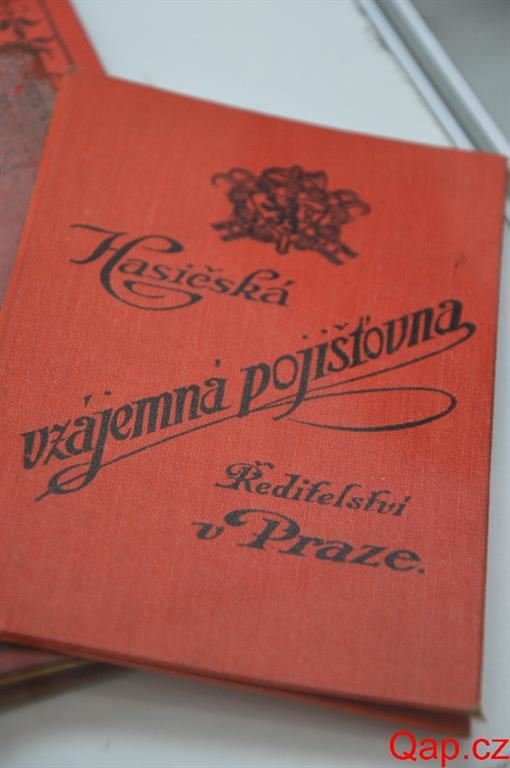 Hasičská
vzájemná pojišťovna
Ředitelství
v Praze.
Qap.cz